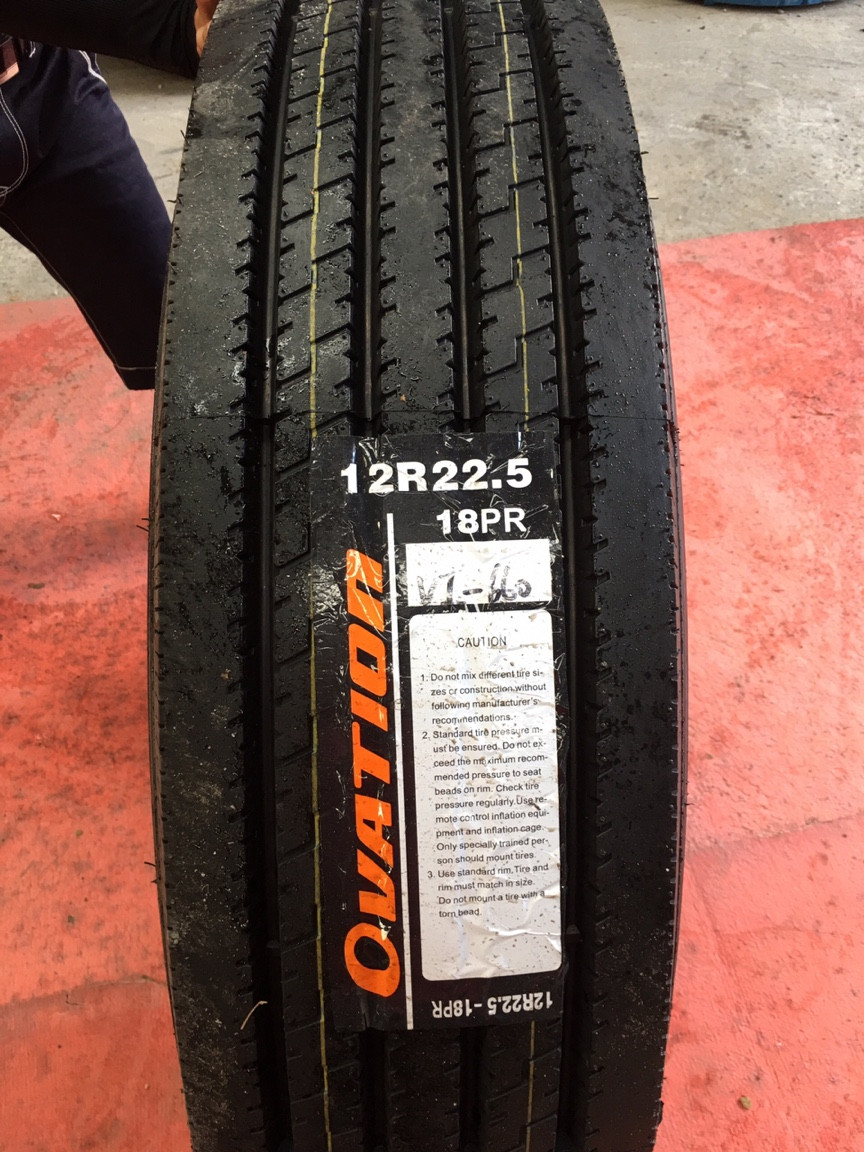 12R22.5
18PR
VT-660
OVATION
CAUTION
1. Do not mix different tire si-
zes or construction without
following manufacturer's
recommendations.
2. Standard tire pressure m-
ust be ensured. Do not ex-
ceed the maximum recom-
mended pressure to seat
beads on rim. Check tire
pressure regularly. Use re-
mote control inflation equi-
pment and inflation cage.
Only specially trained per-
son should mount tires.
3. Use standard rim. Tire and
rim must match in size.
Do not mount a tire with a
torn bead.
12R22.5-18PR